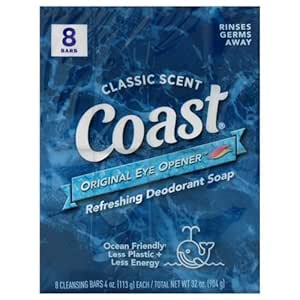 8
BARS
RINSES
GERMS
AWAY
CLASSIC SCENT
Coast®
ORIGINAL EYE OPENER™
Refreshing Deodorant Soap
Ocean Friendly*
Less Plastic +
Less Energy
8 CLEANSING BARS 4 oz. (113 g) EACH / TOTAL NET WT 32 oz. (904 g)